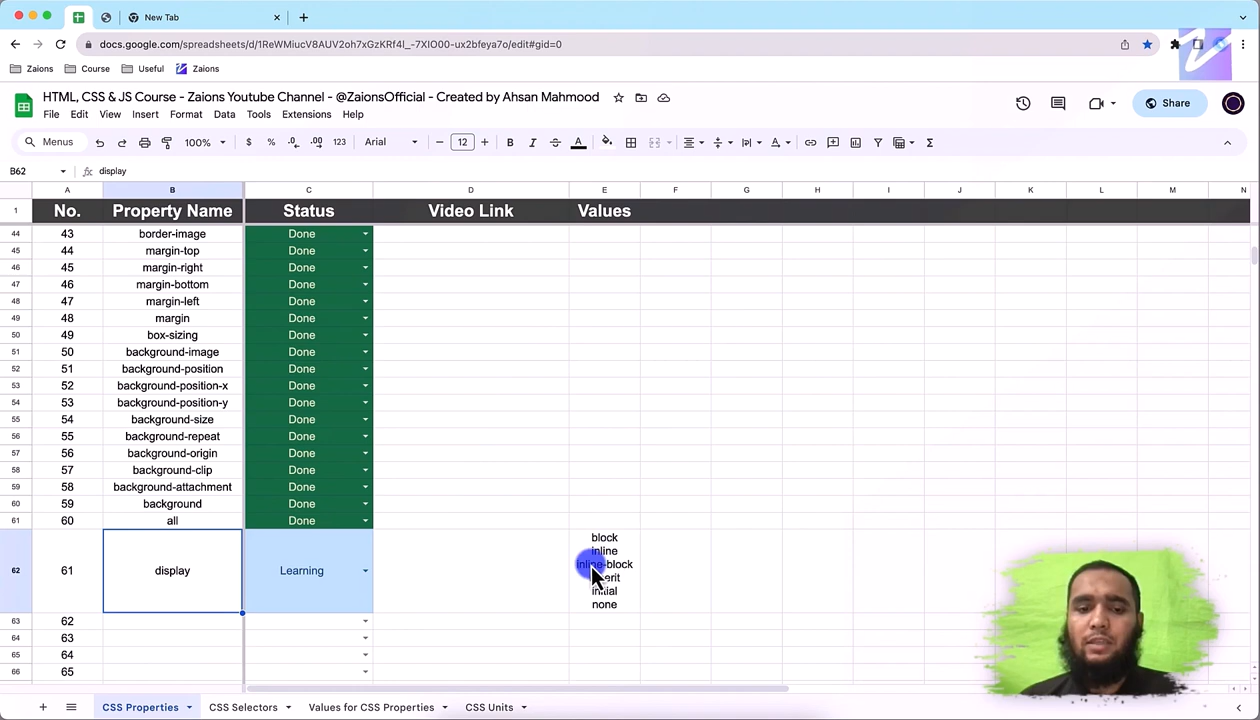 New Tab
docs.google.com/spreadsheets/d/1ReWMiucV8AUV2oh7xGzKRf4l_-7XIO00-ux2bfeya7o/edit#gid=0
Zaions Course Useful Zaions
HTML, CSS & JS Course - Zaions Youtube Channel - @ZaionsOfficial - Created by Ahsan Mahmood
File Edit View Insert Format Data Tools Extensions Help
Share
Menus 100% $ % .0 .00 123 Arial 12 B I A
B62 fx display
A B C D E F G H I J K L M N
1 No. Property Name Status Video Link Values
44 43 border-image Done
45 44 margin-top Done
46 45 margin-right Done
47 46 margin-bottom Done
48 47 margin-left Done
49 48 margin Done
50 49 box-sizing Done
51 50 background-image Done
52 51 background-position Done
53 52 background-position-x Done
54 53 background-position-y Done
55 54 background-size Done
56 55 background-repeat Done
57 56 background-origin Done
58 57 background-clip Done
59 58 background-attachment Done
60 59 background Done
61 60 all Done
block
inline
inline-block
62 61 display Learning
initial
none
63 62
64 63
65 64
66 65
CSS Properties CSS Selectors Values for CSS Properties CSS Units